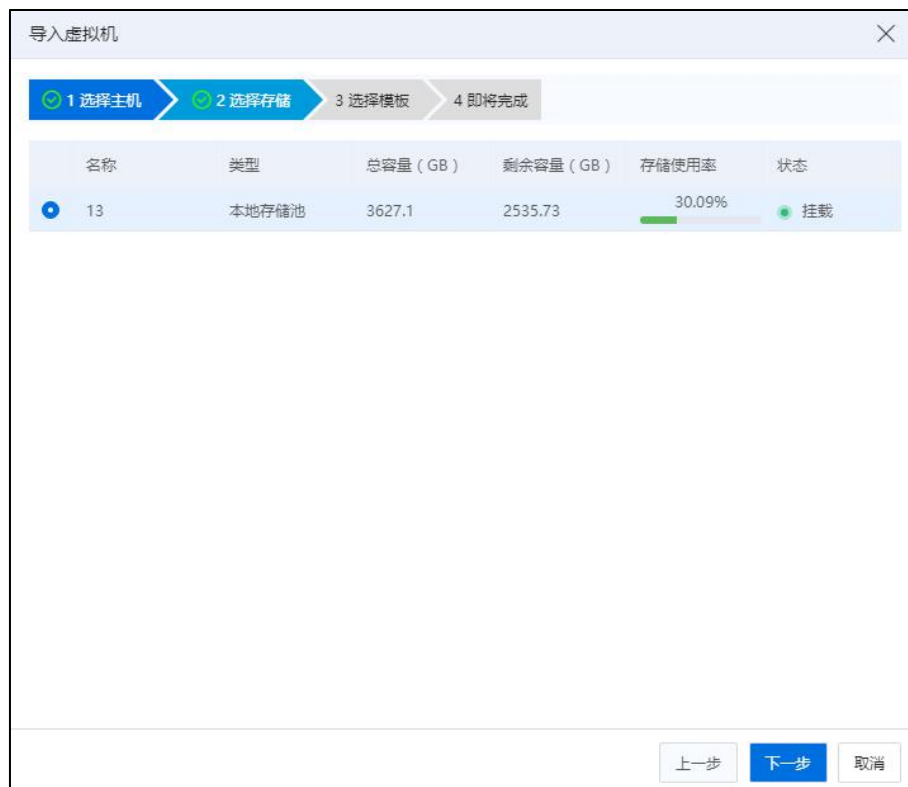 导入虚拟机
1 选择主机 2 选择存储 3 选择模板 4 即将完成
名称 类型 总容量（GB） 剩余容量（GB） 存储使用率 状态
13 本地存储池 3627.1 2535.73 30.09% 挂载
上一步 下一步 取消